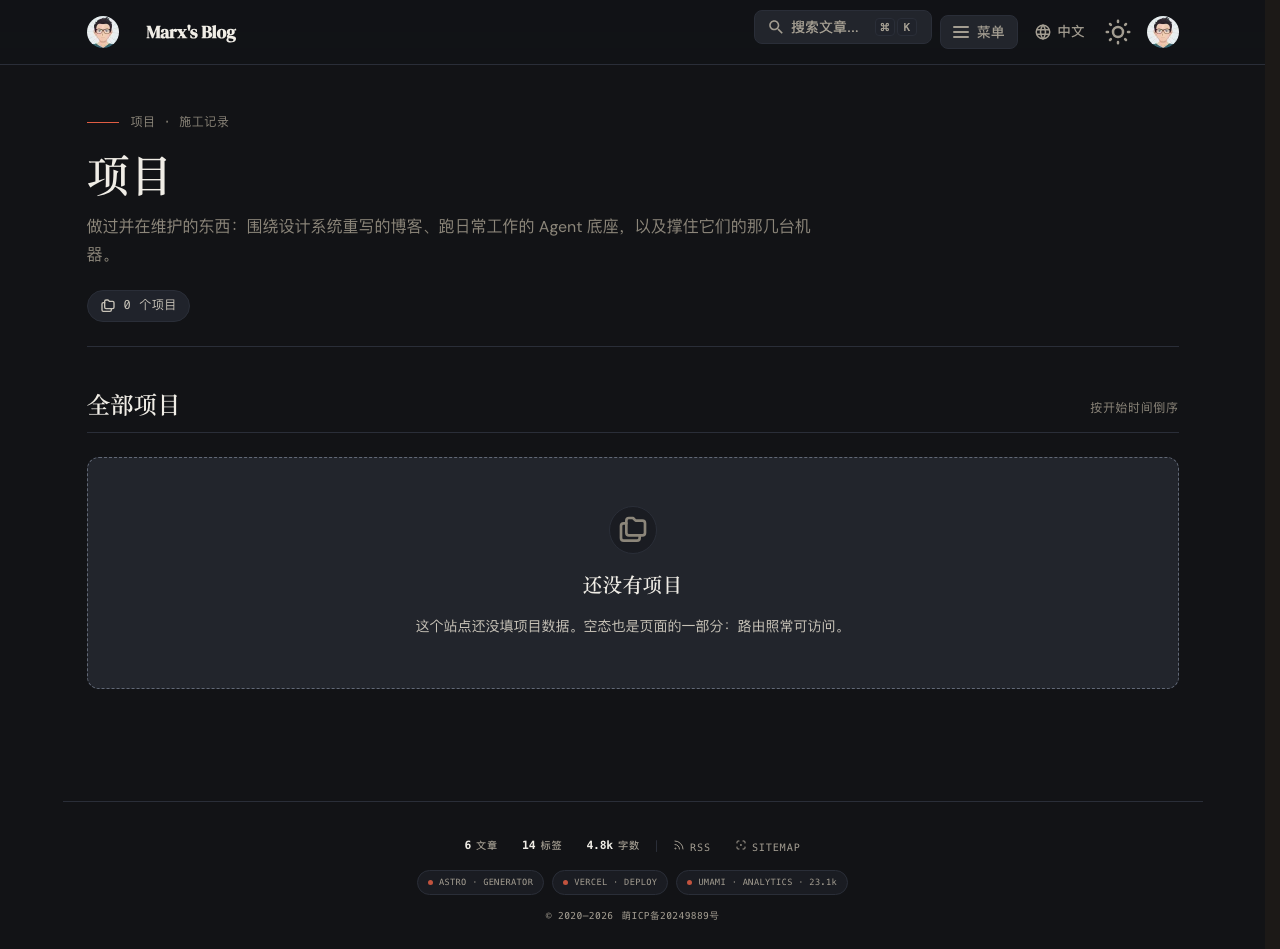 Marx's Blog
搜索文章... ⌘ K
菜单
中文
项目 · 施工记录
项目
做过并在维护的东西：围绕设计系统重写的博客、跑日常工作的 Agent 底座，以及撑住它们的那几台机
器。
0 个项目
全部项目
按开始时间倒序
还没有项目
这个站点还没填项目数据。空态也是页面的一部分：路由照常可访问。
6 文章 14 标签 4.8k 字数 RSS SITEMAP
ASTRO · GENERATOR VERCEL · DEPLOY UMAMI · ANALYTICS · 23.1k
© 2020—2026 萌ICP备20249889号